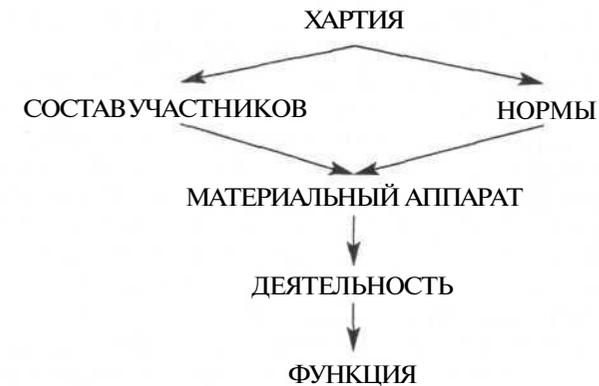 ХАРТИЯ
СОСТАВ УЧАСТНИКОВ НОРМЫ
МАТЕРИАЛЬНЫЙ АППАРАТ
ДЕЯТЕЛЬНОСТЬ
ФУНКЦИЯ